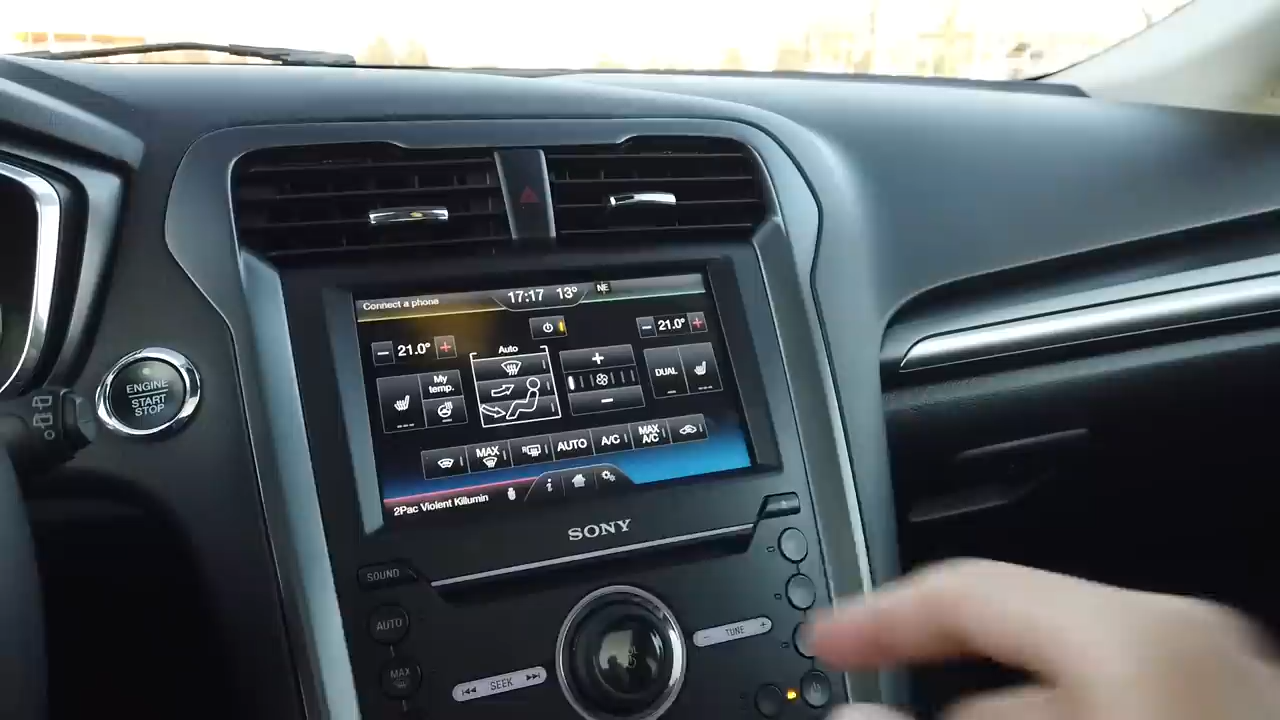 Connect a phone
17:17 13° NE
21.0°
21.0°
Auto
My
temp.
DUAL
MAX
R
AUTO
A/C
MAX
A/C
2Pac Violent Killumin
ENGINE
START
STOP
SONY
SOUND
AUTO
MAX
SEEK
- TUNE +